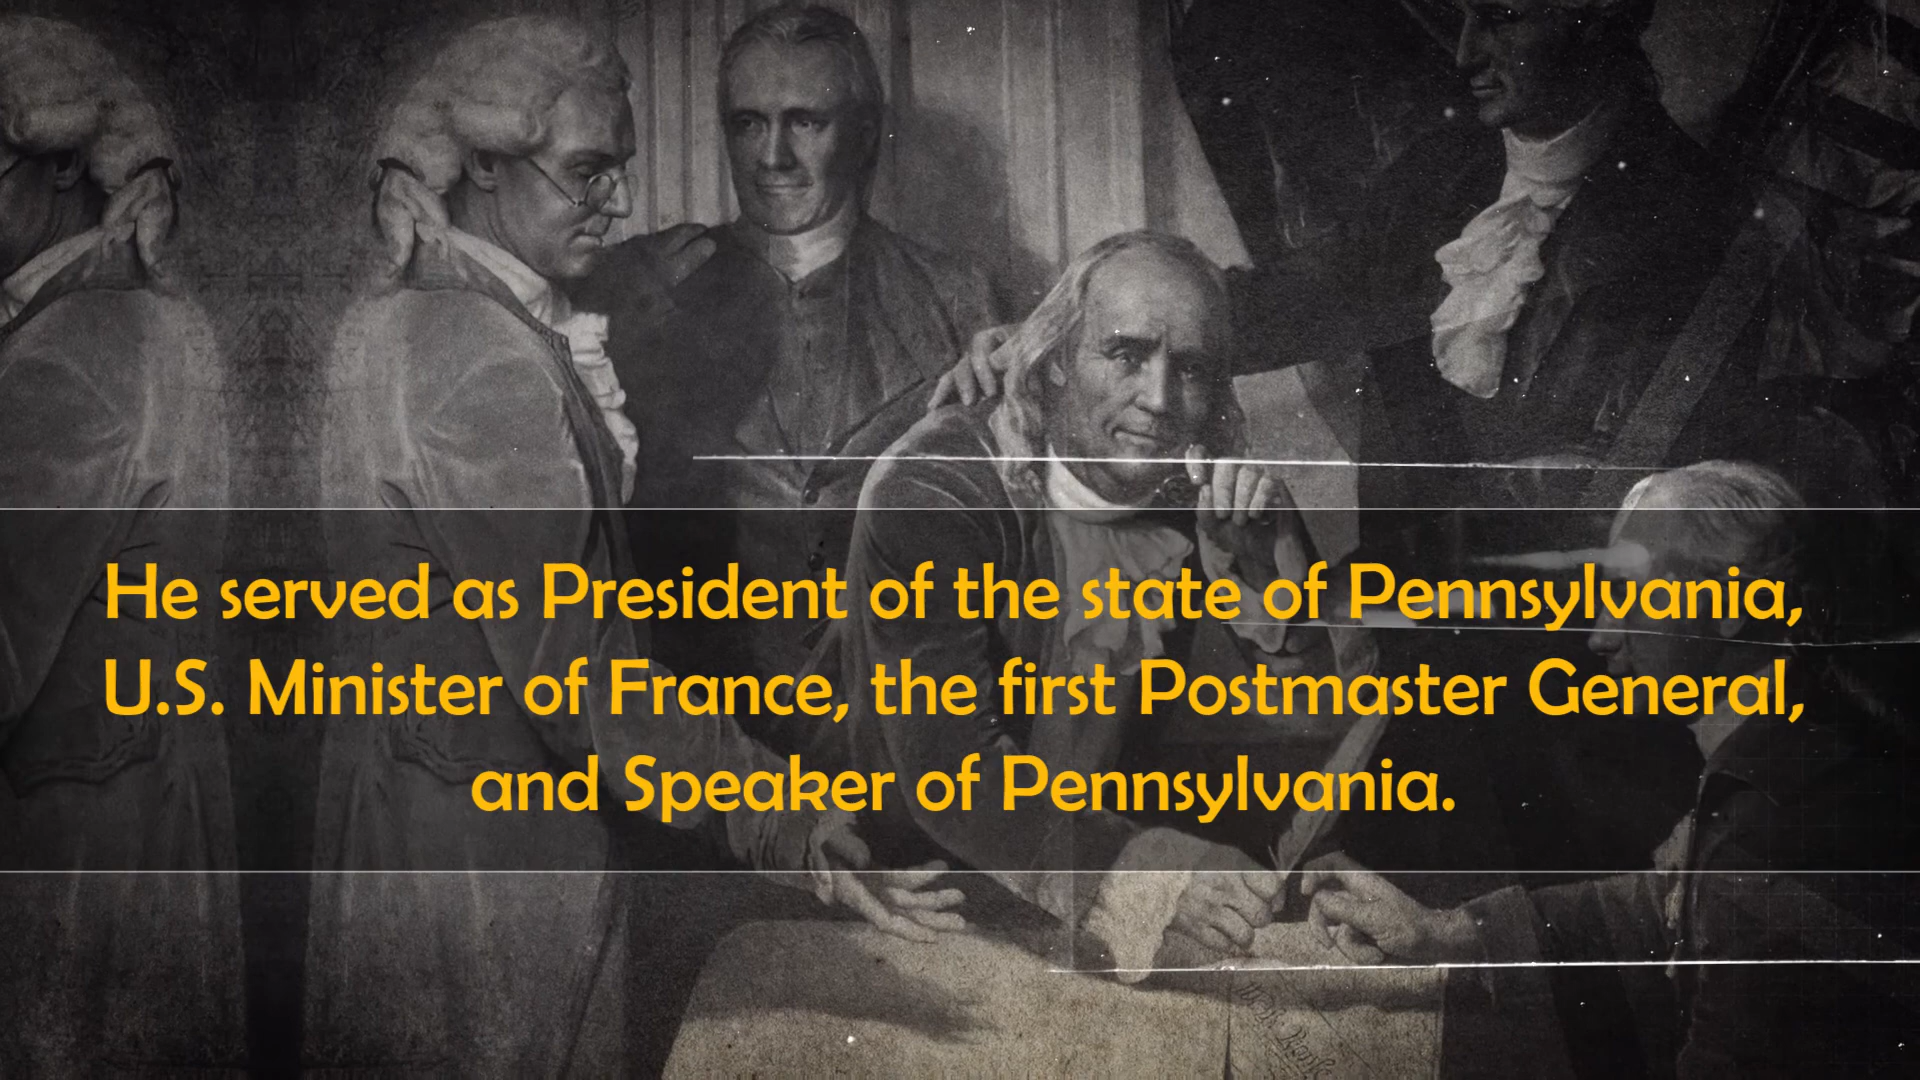 He served as President of the state of Pennsylvania,
U.S. Minister of France, the first Postmaster General,
and Speaker of Pennsylvania.